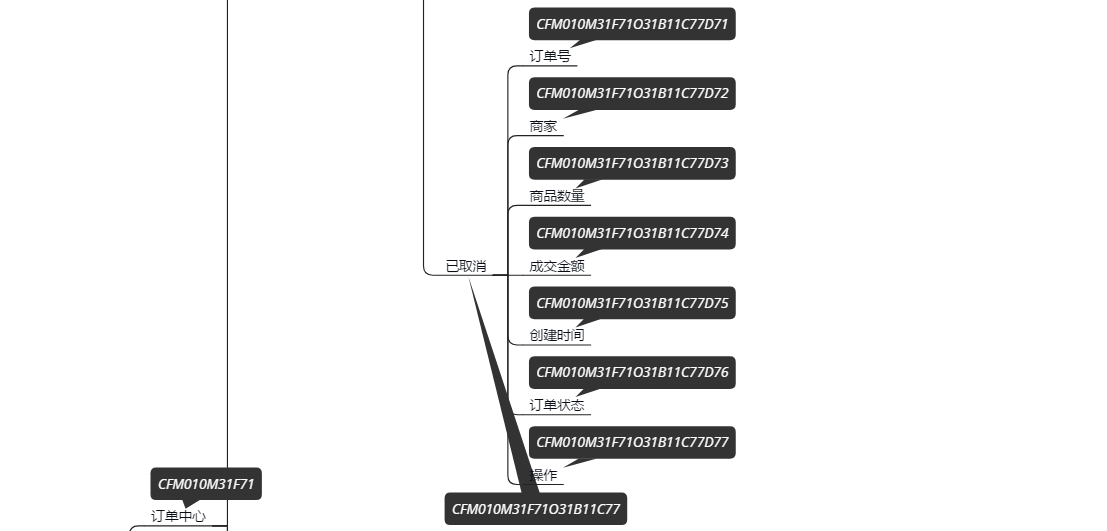 CFM010M31F71O31B11C77D71
订单号
CFM010M31F71O31B11C77D72
商家
CFM010M31F71O31B11C77D73
商品数量
CFM010M31F71O31B11C77D74
已取消
成交金额
CFM010M31F71O31B11C77D75
创建时间
CFM010M31F71O31B11C77D76
订单状态
CFM010M31F71O31B11C77D77
操作
CFM010M31F71
CFM010M31F71O31B11C77
订单中心